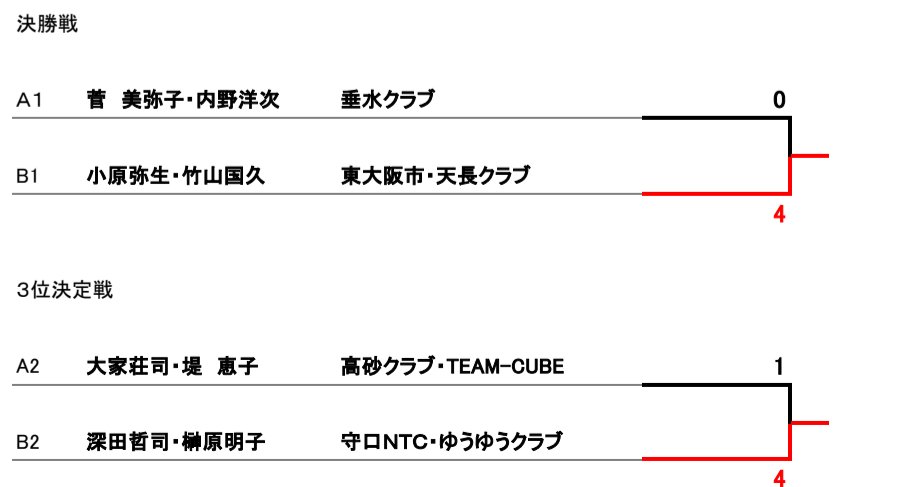 決勝戦
A1 菅 美弥子・内野洋次 垂水クラブ 0
B1 小原弥生・竹山国久 東大阪市・天長クラブ
4
3位決定戦
A2 大家荘司・堤 恵子 高砂クラブ・TEAM-CUBE 1
B2 深田哲司・榊原明子 守口NTC・ゆうゆうクラブ
4